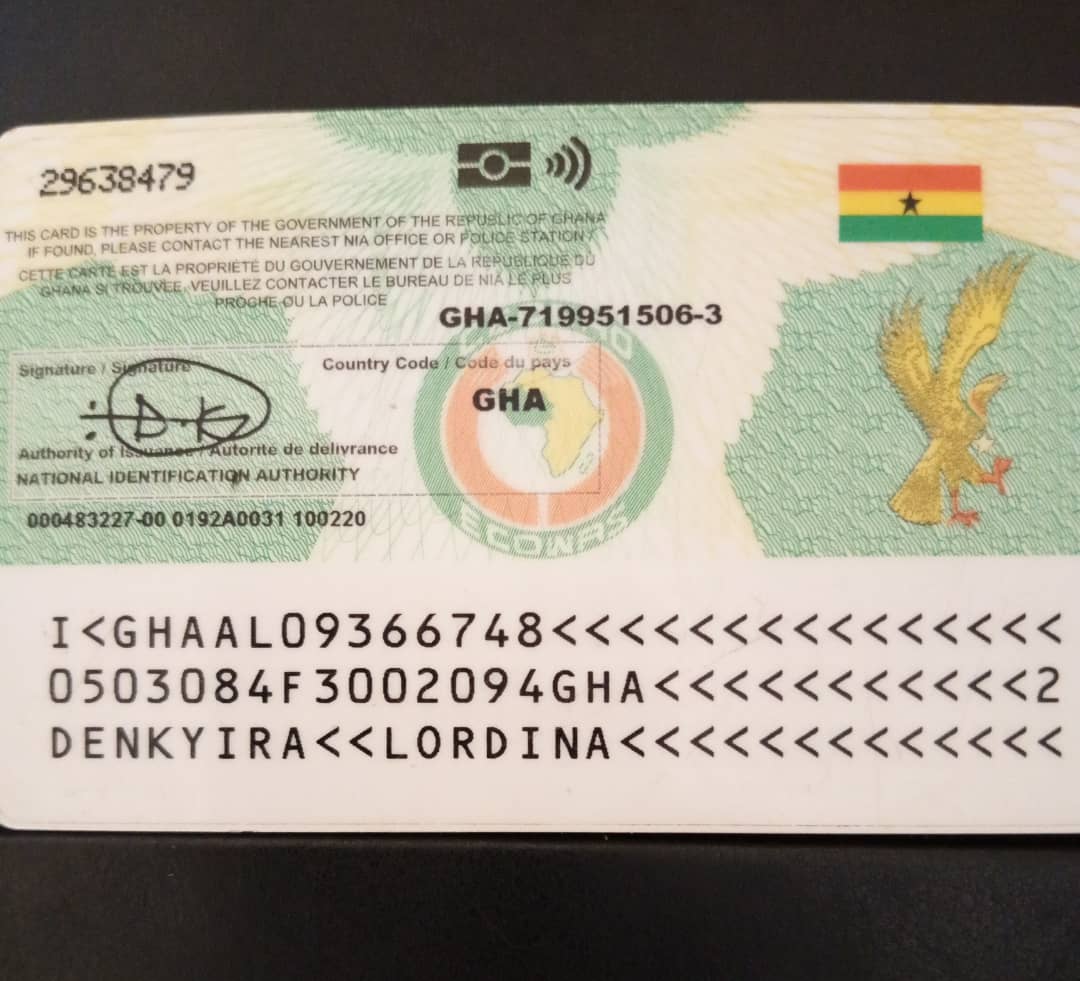 29638479
THIS CARD IS THE PROPERTY OF THE GOVERNMENT OF THE REPUBLIC OF GHANA
IF FOUND, PLEASE CONTACT THE NEAREST NIA OFFICE OR POLICE STATION /
CETTE CARTE EST LA PROPRIÉTÉ DU GOUVERNEMENT DE LA REPUBLIQUE DU
GHANA SI TROUVÉE, VEUILLEZ CONTACTER LE BUREAU DE NIA LE PLUS
PROCHE OU LA POLICE
GHA-719951506-3
Signature / Signature
Country Code / Code du pays
GHA
D.K
Authority of Issuance / Autorite de delivrance
NATIONAL IDENTIFICATION AUTHORITY
000483227-00 0192A0031 100220
ECOWAS
I<GHAAL09366748<<<<<<<<<<<<<<<
0503084F3002094GHA<<<<<<<<<<<2
DENKYIRA<<LORDINA<<<<<<<<<<<<<